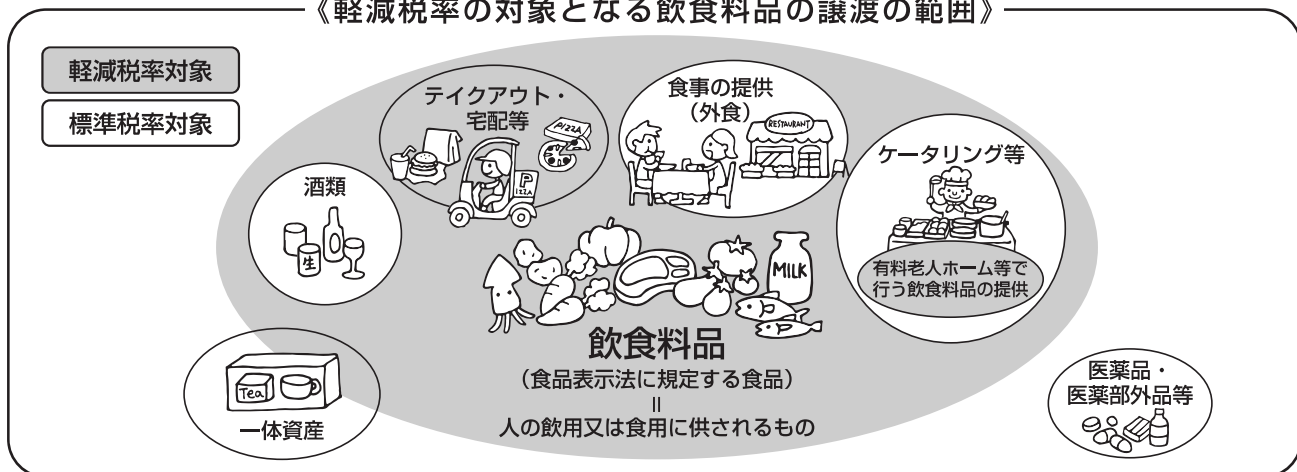 《軽減税率の対象となる飲食料品の譲渡の範囲》
軽減税率対象
標準税率対象
テイクアウト・
宅配等
PIZZA
P
IZZA
食事の提供
（外食）
RESTAURANT
ケータリング等
有料老人ホーム等で
行う飲食料品の提供
酒類
生
MILK
飲食料品
（食品表示法に規定する食品）
＝
人の飲用又は食用に供されるもの
Tea
一体資産
医薬品・
医薬部外品等